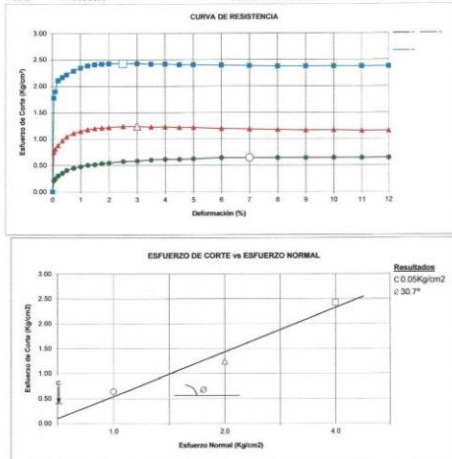 CURVA DE RESISTENCIA
Esfuerzo de Corte (Kg/cm²)
3.00
2.50
2.00
1.50
1.00
0.50
0.00
0 1 2 3 4 5 6 7 8 9 10 11 12
Deformación (%)
ESFUERZO DE CORTE vs ESFUERZO NORMAL
Esfuerzo de Corte (Kg/cm2)
3.00
2.50
2.00
1.50
1.00
0.50
0.00
C
Ø
1.0 2.0 4.0
Esfuerzo Normal (Kg/cm2)
Resultados
C 0.05Kg/cm2
30.7°